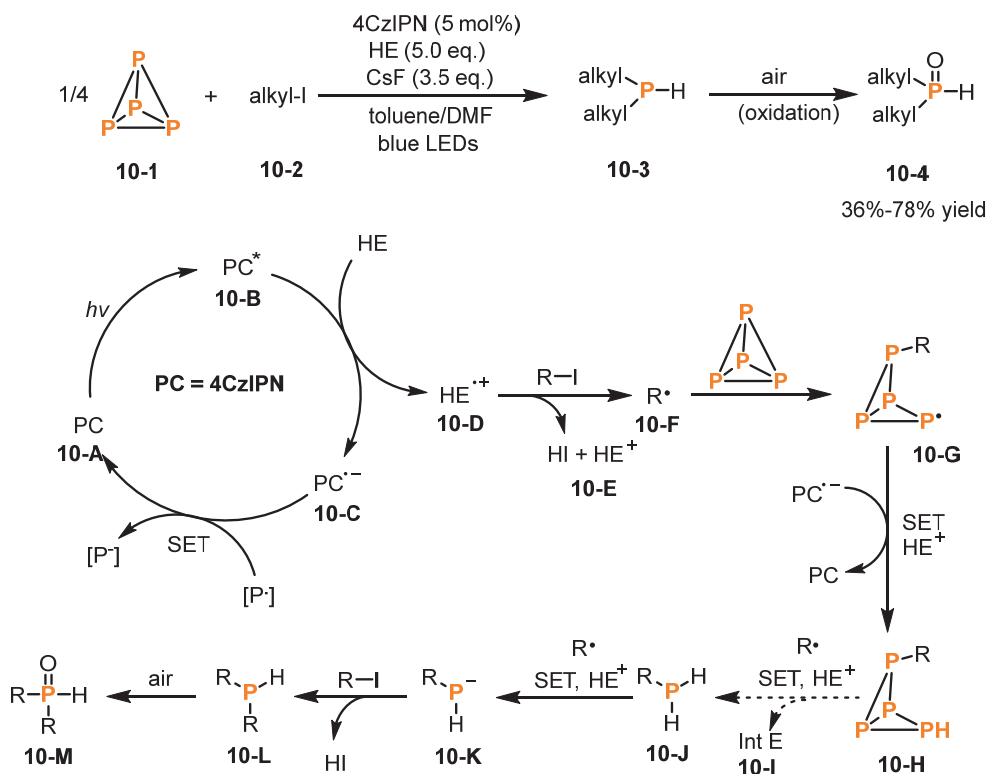 4CzIPN (5 mol%)
HE (5.0 eq.)
CsF (3.5 eq.)
toluene/DMF
blue LEDs
1/4
P
P
P
P
+
alkyl-I
alkyl
alkyl
P
H
air
(oxidation)
O
alkyl
alkyl
P
H
10-1
10-2
10-3
10-4
36%-78% yield
HE
PC*
10-B
hv
PC = 4CzIPN
PC
10-A
PC·−
10-C
SET
[P-]
[P·]
HE·+
10-D
R–I
HI + HE+
10-E
R•
10-F
P
P
P
P
P
R
P
P
P•
10-G
PC·−
SET
HE+
PC
P
R
P
P
PH
10-H
R•
SET, HE+
Int E
10-I
R
P
H
H
10-J
R•
SET, HE+
R
P
−
H
10-K
R–I
HI
R
P
H
R
10-L
air
O
R
P
H
R
10-M